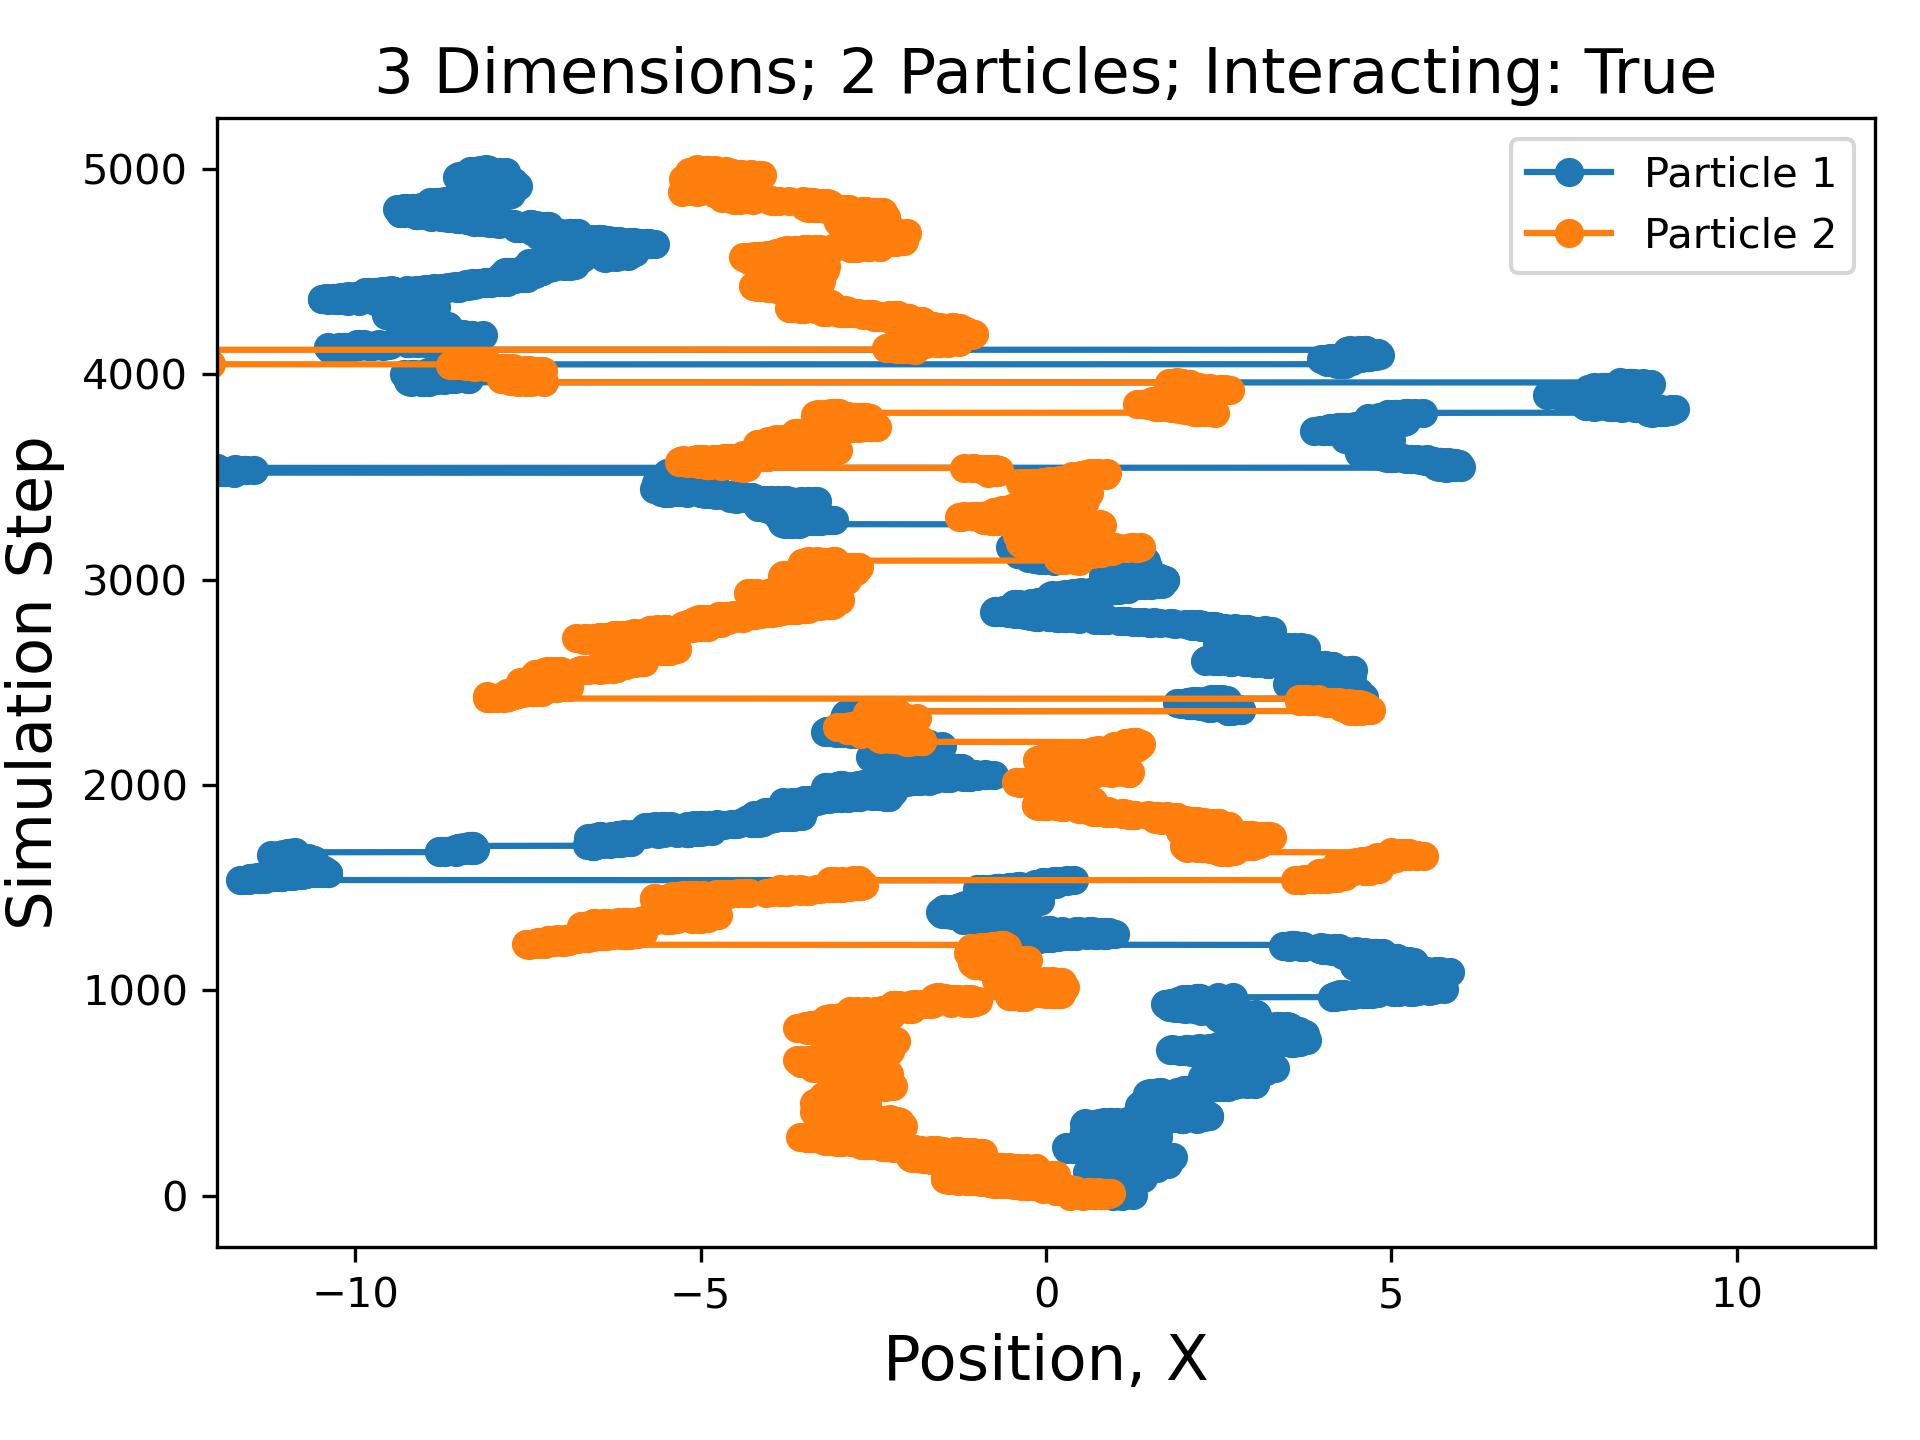 3 Dimensions; 2 Particles; Interacting: True
Particle 1
Particle 2
Simulation Step
5000
4000
3000
2000
1000
0
−10
−5
0
5
10
Position, X